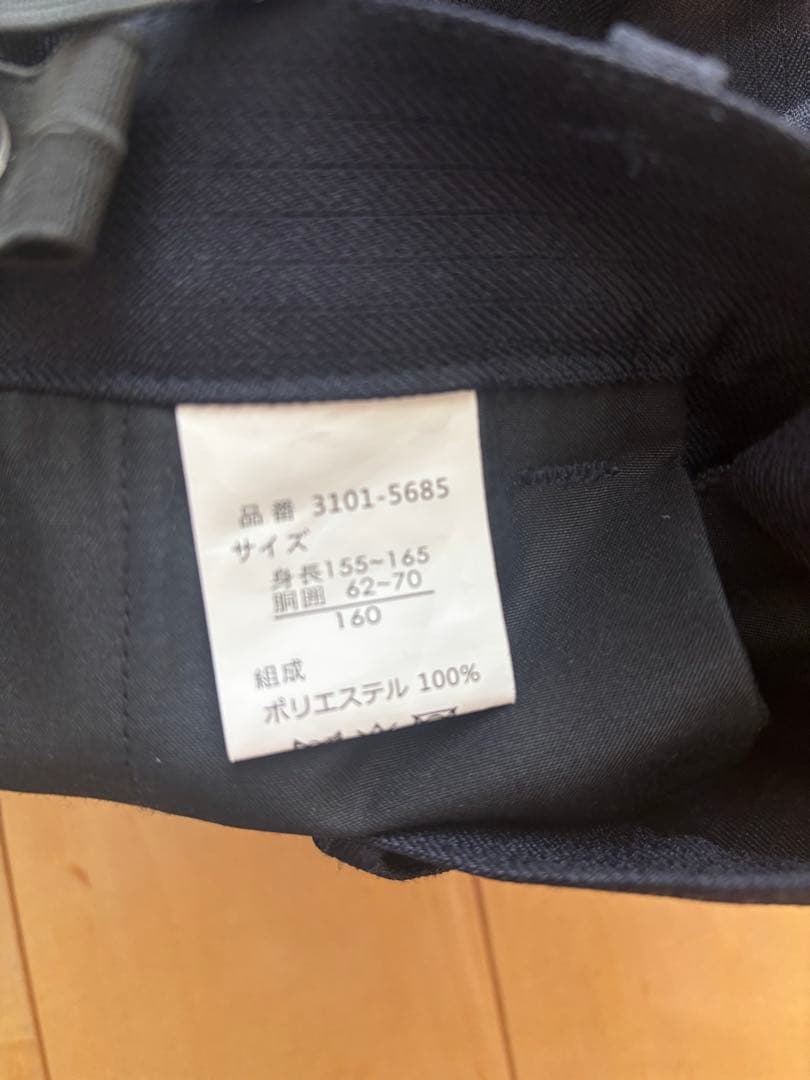 品番 3101-5685
サイズ
身長155~165
胴囲 62~70
160
組成
ポリエステル 100%